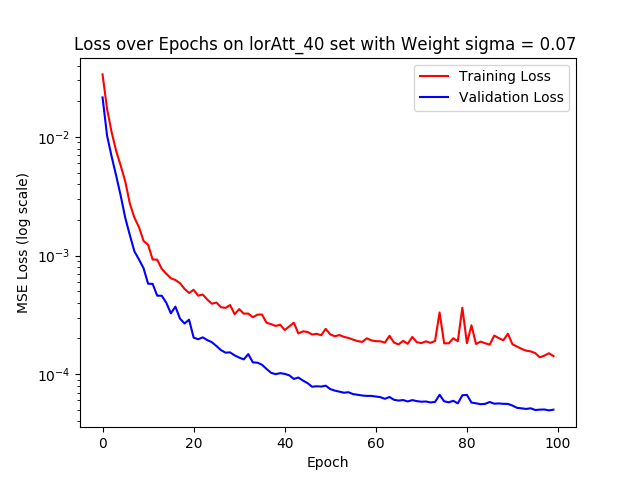 Loss over Epochs on lorAtt_40 set with Weight sigma = 0.07
Training Loss
Validation Loss
MSE Loss (log scale)
10⁻²
10⁻³
10⁻⁴
0 20 40 60 80 100
Epoch